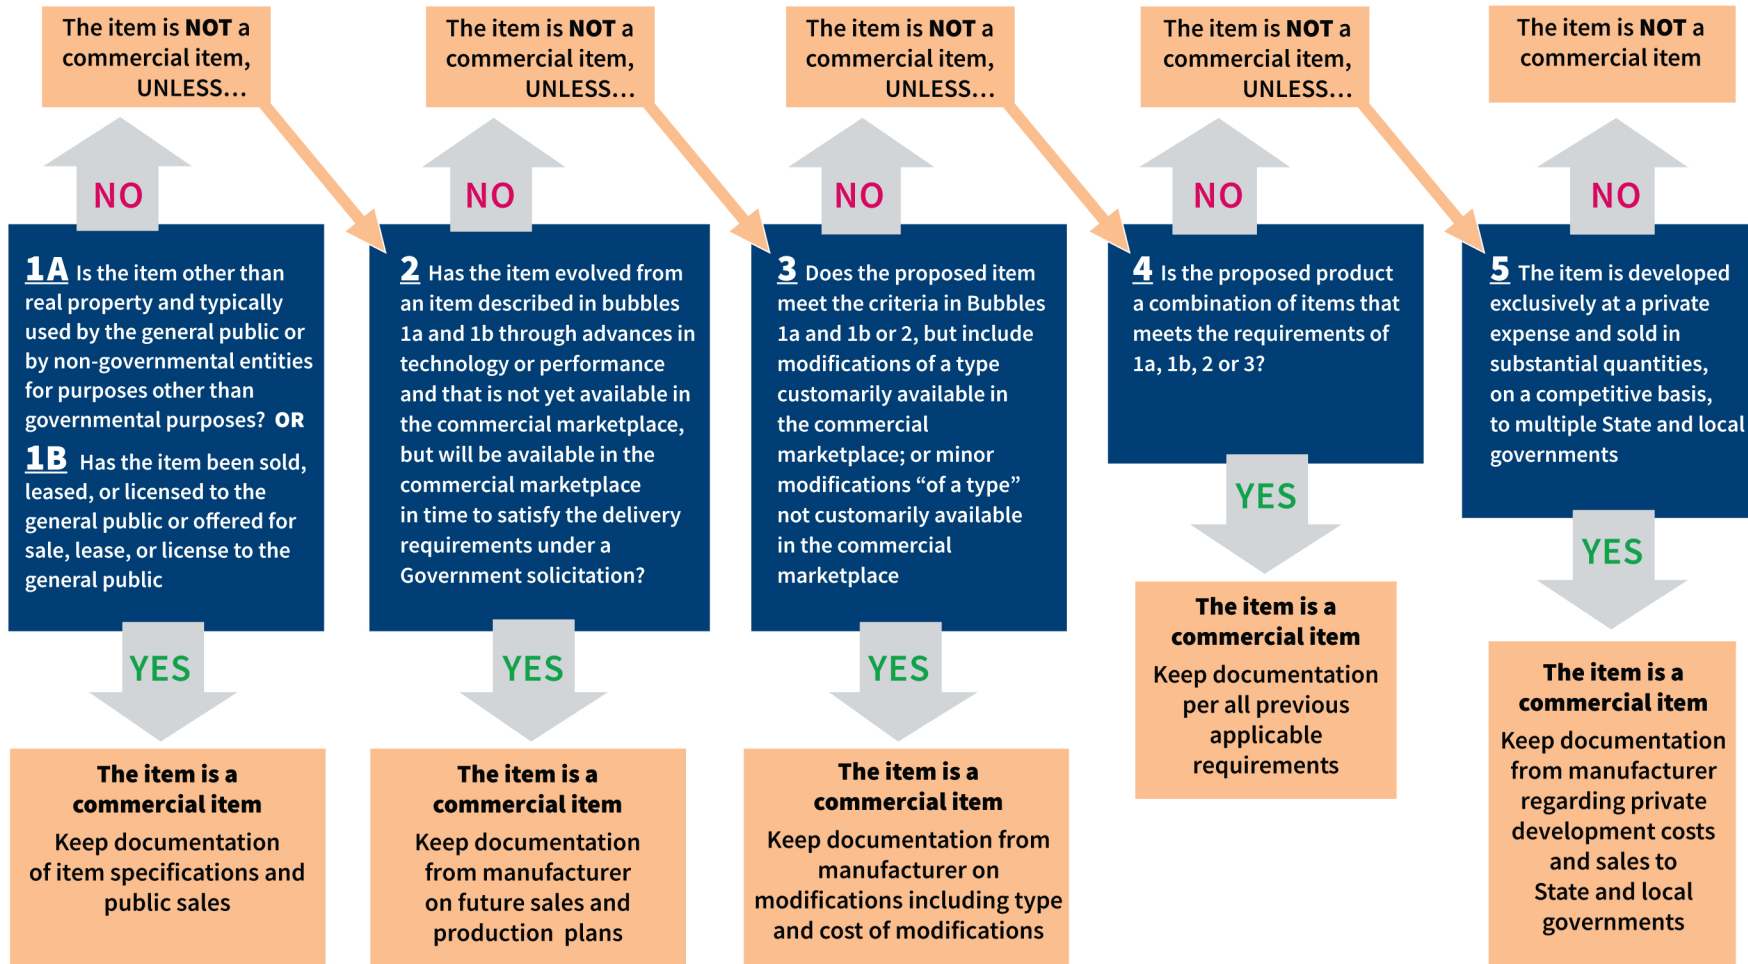 The item is NOT a
commercial item,
UNLESS…
NO
1A Is the item other than
real property and typically
used by the general public or
by non-governmental entities
for purposes other than
governmental purposes? OR
1B Has the item been sold,
leased, or licensed to the
general public or offered for
sale, lease, or license to the
general public
YES
The item is a
commercial item
Keep documentation
of item specifications and
public sales
The item is NOT a
commercial item,
UNLESS…
NO
2 Has the item evolved from
an item described in bubbles
1a and 1b through advances in
technology or performance
and that is not yet available in
the commercial marketplace,
but will be available in the
commercial marketplace
in time to satisfy the delivery
requirements under a
Government solicitation?
YES
The item is a
commercial item
Keep documentation
from manufacturer
on future sales and
production plans
The item is NOT a
commercial item,
UNLESS…
NO
3 Does the proposed item
meet the criteria in Bubbles
1a and 1b or 2, but include
modifications of a type
customarily available in
the commercial
marketplace; or minor
modifications “of a type”
not customarily available
in the commercial
marketplace
YES
The item is a
commercial item
Keep documentation from
manufacturer on
modifications including type
and cost of modifications
The item is NOT a
commercial item,
UNLESS…
NO
4 Is the proposed product
a combination of items that
meets the requirements of
1a, 1b, 2 or 3?
YES
The item is a
commercial item
Keep documentation
per all previous
applicable
requirements
The item is NOT a
commercial item
NO
5 The item is developed
exclusively at a private
expense and sold in
substantial quantities,
on a competitive basis,
to multiple State and local
governments
YES
The item is a
commercial item
Keep documentation
from manufacturer
regarding private
development costs
and sales to
State and local
governments